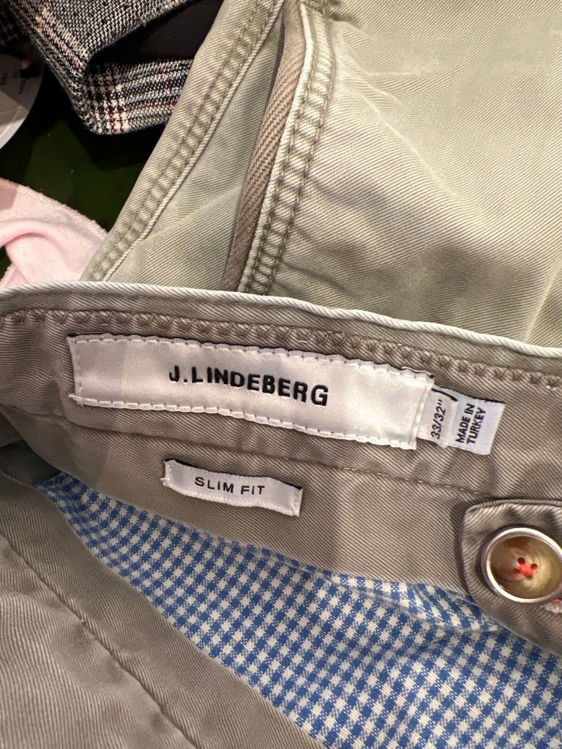 J.LINDEBERG
33/32"
MADE IN
TURKEY
SLIM FIT